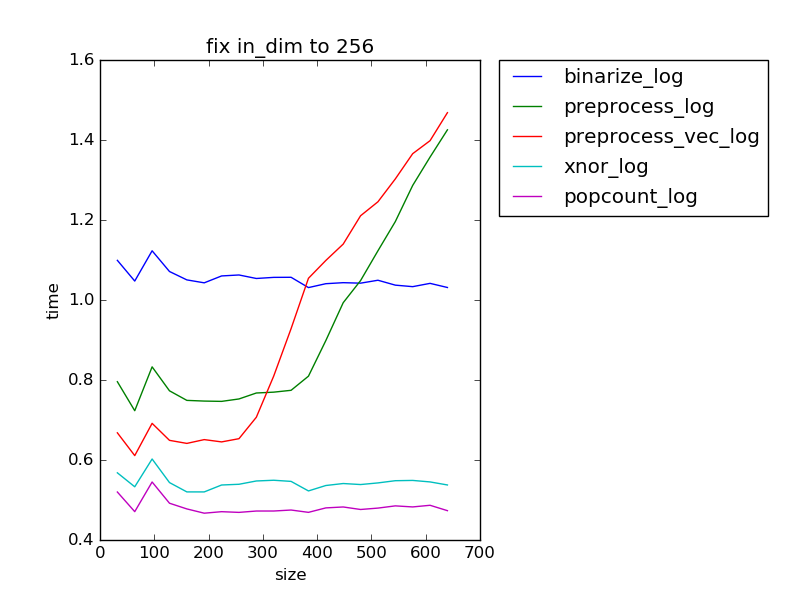 fix in_dim to 256
1.6
1.4
1.2
1.0
0.8
0.6
0.4
time
0 100 200 300 400 500 600 700
size
binarize_log
preprocess_log
preprocess_vec_log
xnor_log
popcount_log